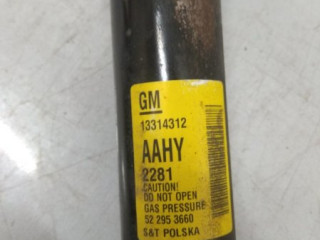 GM
13314312
AAHY
2281
CAUTION!
DO NOT OPEN
GAS PRESSURE
52 295 3660
S&T POLSKA